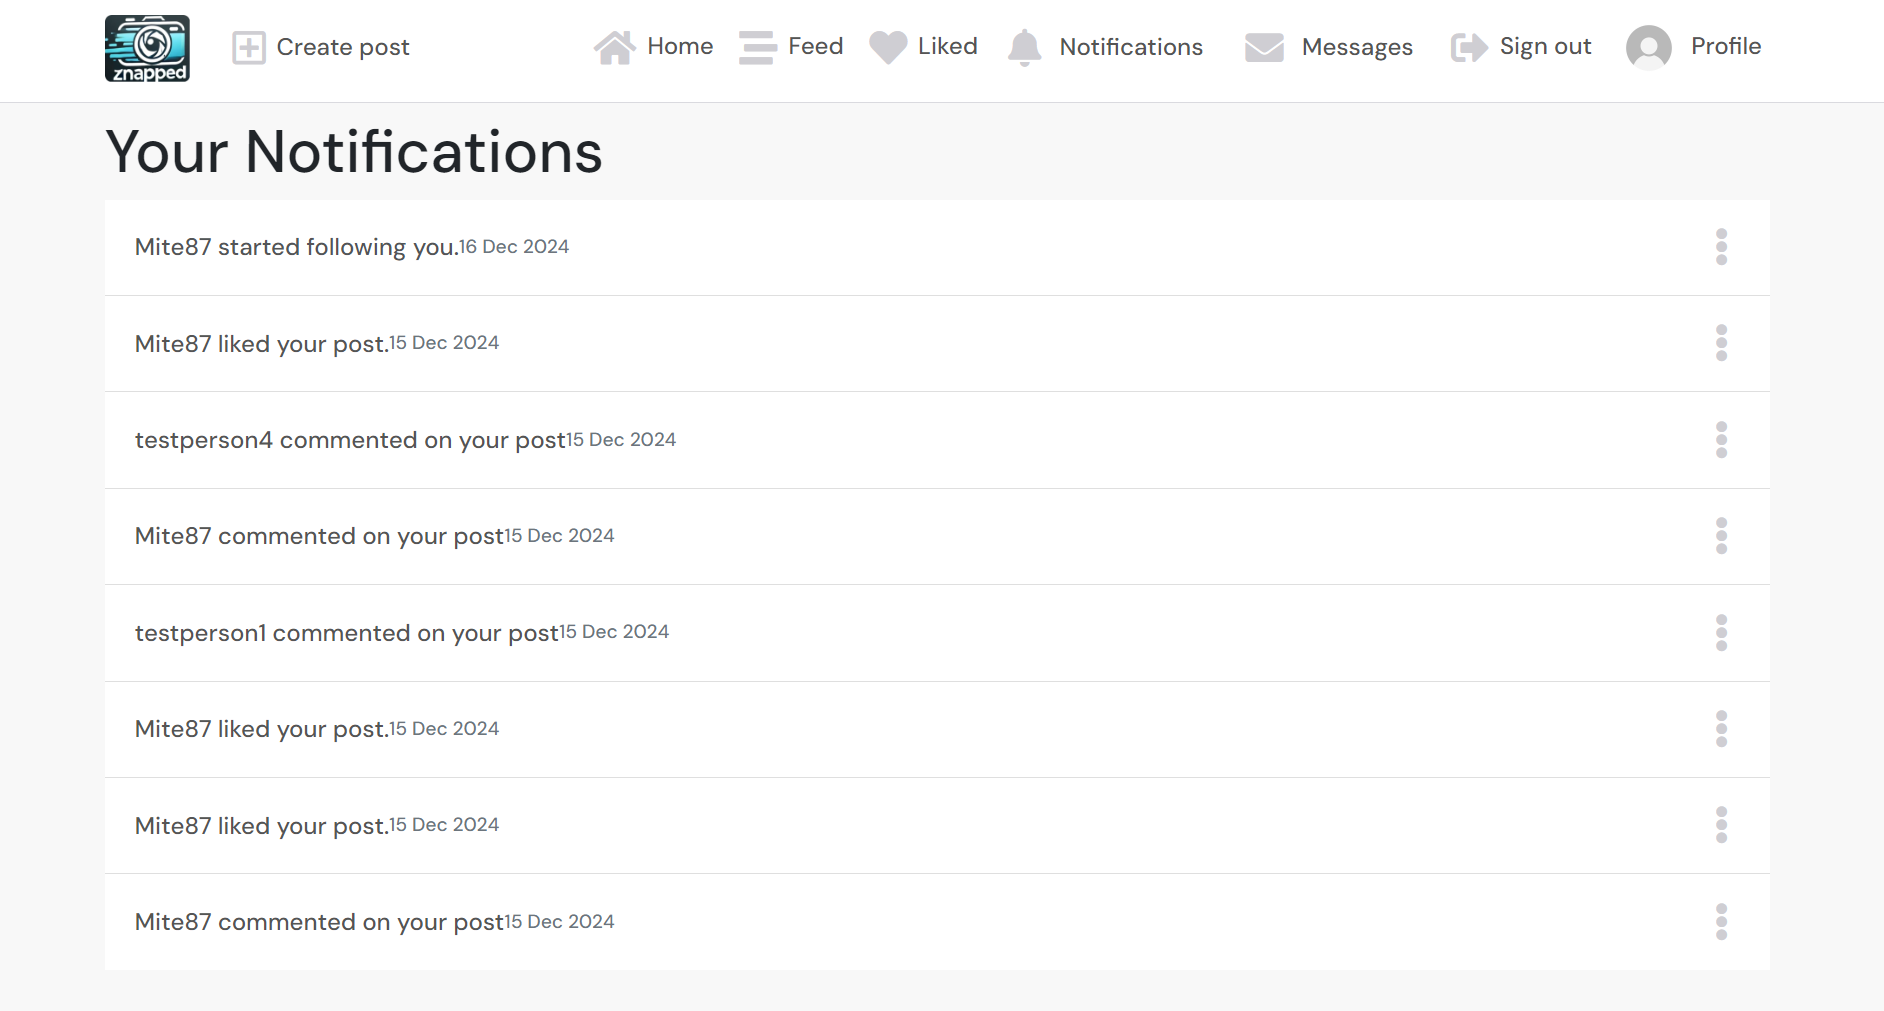 znapped
Create post
Home
Feed
Liked
Notifications
Messages
Sign out
Profile
Your Notifications
Mite87 started following you.16 Dec 2024
Mite87 liked your post.15 Dec 2024
testperson4 commented on your post15 Dec 2024
Mite87 commented on your post15 Dec 2024
testperson1 commented on your post15 Dec 2024
Mite87 liked your post.15 Dec 2024
Mite87 liked your post.15 Dec 2024
Mite87 commented on your post15 Dec 2024